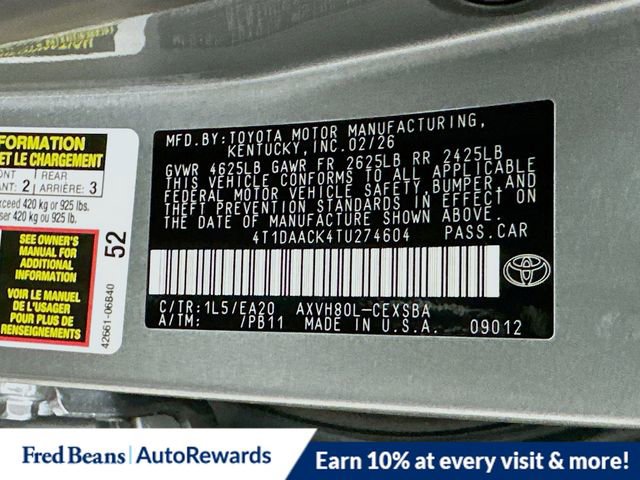 FORMATION
ET LE CHARGEMENT
ANT: 2
REAR
ARRIÈRE: 3
exceed 420 kg or 925 lbs.
ser 420 kg ou 925 lb.
SEE OWNER'S
MANUAL FOR
ADDITIONAL
INFORMATION
VOIR LE MANUEL
DE L'USAGER
POUR PLUS DE
RENSEIGNEMENTS
52
42661-06B40
MFD.BY: TOYOTA MOTOR MANUFACTURING,
KENTUCKY, INC. 02/26
GVWR 4625LB GAWR FR 2625LB RR 2425LB
THIS VEHICLE CONFORMS TO ALL APPLICABLE
FEDERAL MOTOR VEHICLE SAFETY, BUMPER, AND
THEFT PREVENTION STANDARDS IN EFFECT ON
THE DATE OF MANUFACTURE SHOWN ABOVE.
4T1DAACK4TU274604 PASS.CAR
C/TR:1L5/EA20 AXVH80L-CEXSBA
A/TM: /PB11 MADE IN U.S.A. 09012
Fred Beans | AutoRewards
Earn 10% at every visit & more!